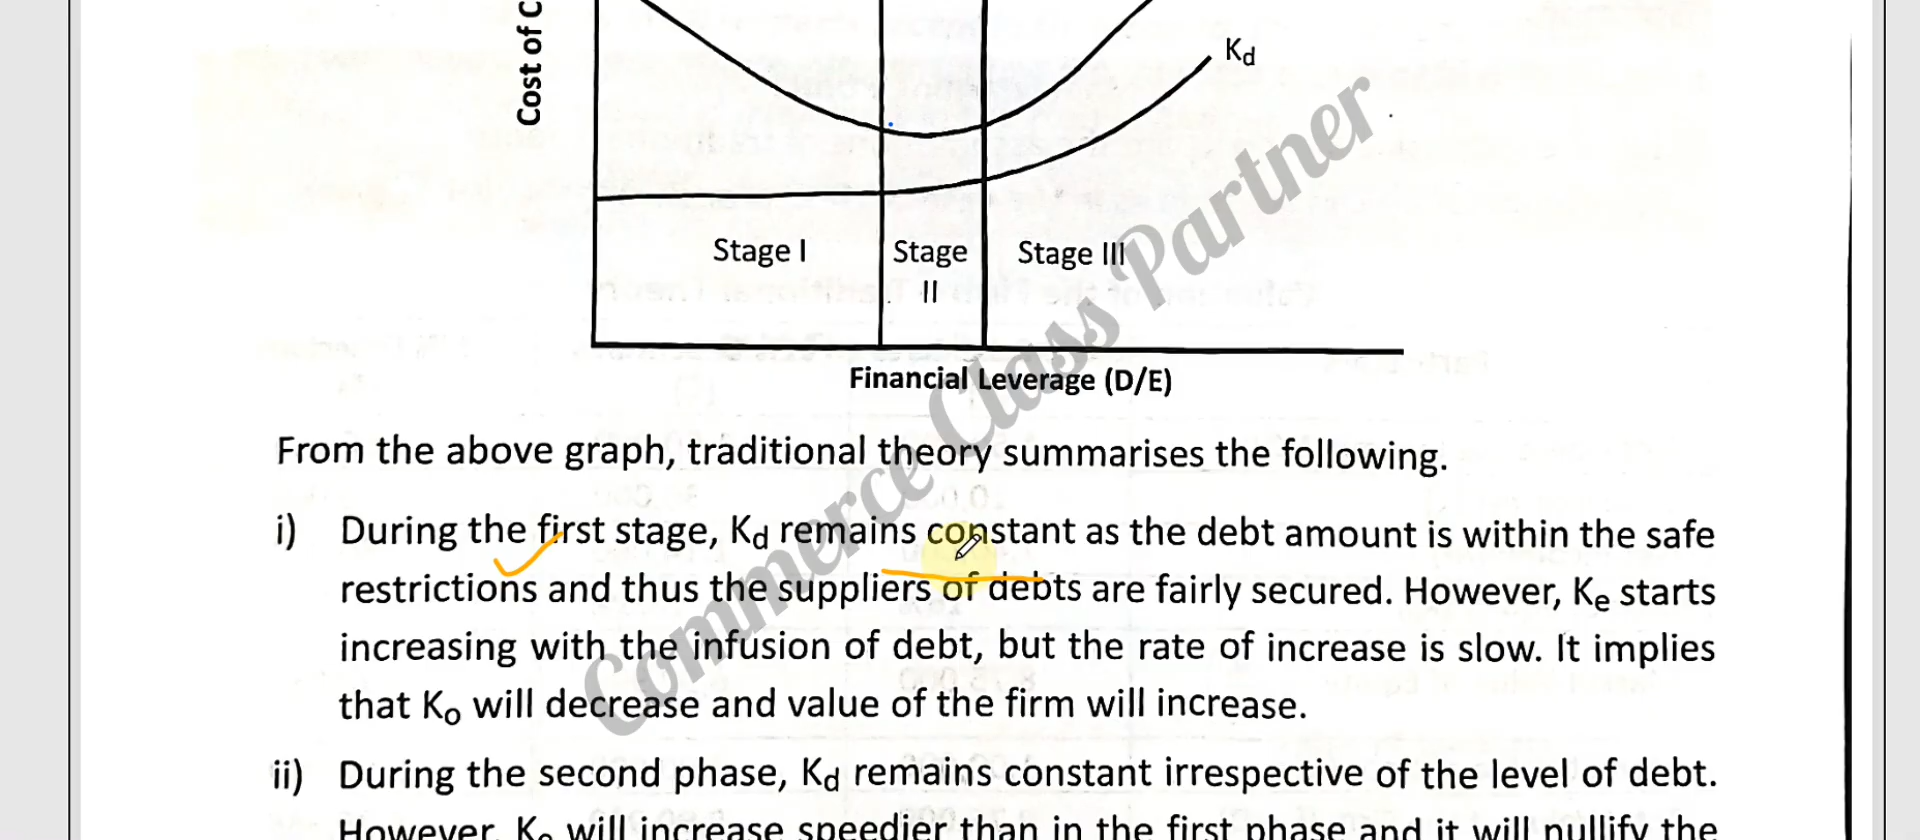 Cost of C
Kd
Stage I
Stage
II
Stage III
Financial Leverage (D/E)
Commerce Class Partner
From the above graph, traditional theory summarises the following.
i) During the first stage, Kd remains constant as the debt amount is within the safe
restrictions and thus the suppliers of debts are fairly secured. However, Ke starts
increasing with the infusion of debt, but the rate of increase is slow. It implies
that Ko will decrease and value of the firm will increase.
ii) During the second phase, Kd remains constant irrespective of the level of debt.
However, Ke will increase speedier than in the first phase and it will nullify the